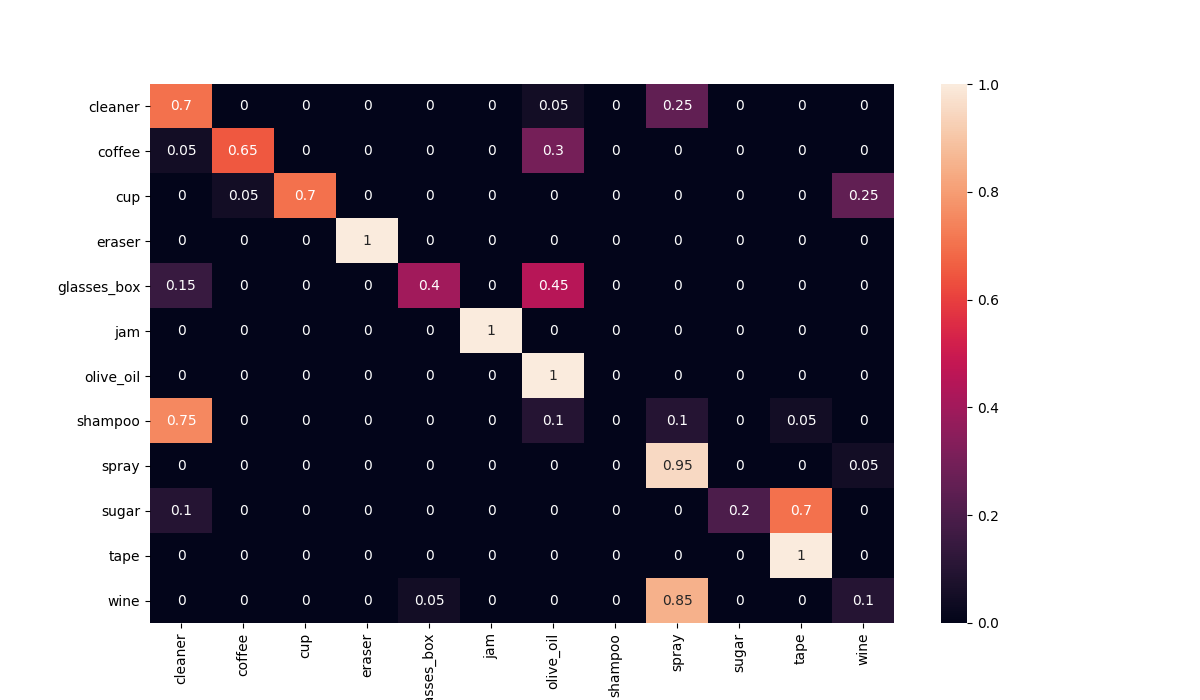 cleaner 0.7 0 0 0 0 0 0.05 0 0.25 0 0 0 1.0
coffee 0.05 0.65 0 0 0 0 0.3 0 0 0 0 0
cup 0 0.05 0.7 0 0 0 0 0 0 0 0 0.25 0.8
eraser 0 0 0 1 0 0 0 0 0 0 0 0
glasses_box 0.15 0 0 0 0.4 0 0.45 0 0 0 0 0
0.6
jam 0 0 0 0 0 1 0 0 0 0 0 0
olive_oil 0 0 0 0 0 0 1 0 0 0 0 0
0.4
shampoo 0.75 0 0 0 0 0 0.1 0 0.1 0 0.05 0
spray 0 0 0 0 0 0 0 0 0.95 0 0 0.05
sugar 0.1 0 0 0 0 0 0 0 0 0.2 0.7 0 0.2
tape 0 0 0 0 0 0 0 0 0 0 1 0
wine 0 0 0 0 0.05 0 0 0 0.85 0 0 0.1
0.0
cleaner coffee cup eraser asses_box jam olive_oil shampoo spray sugar tape wine